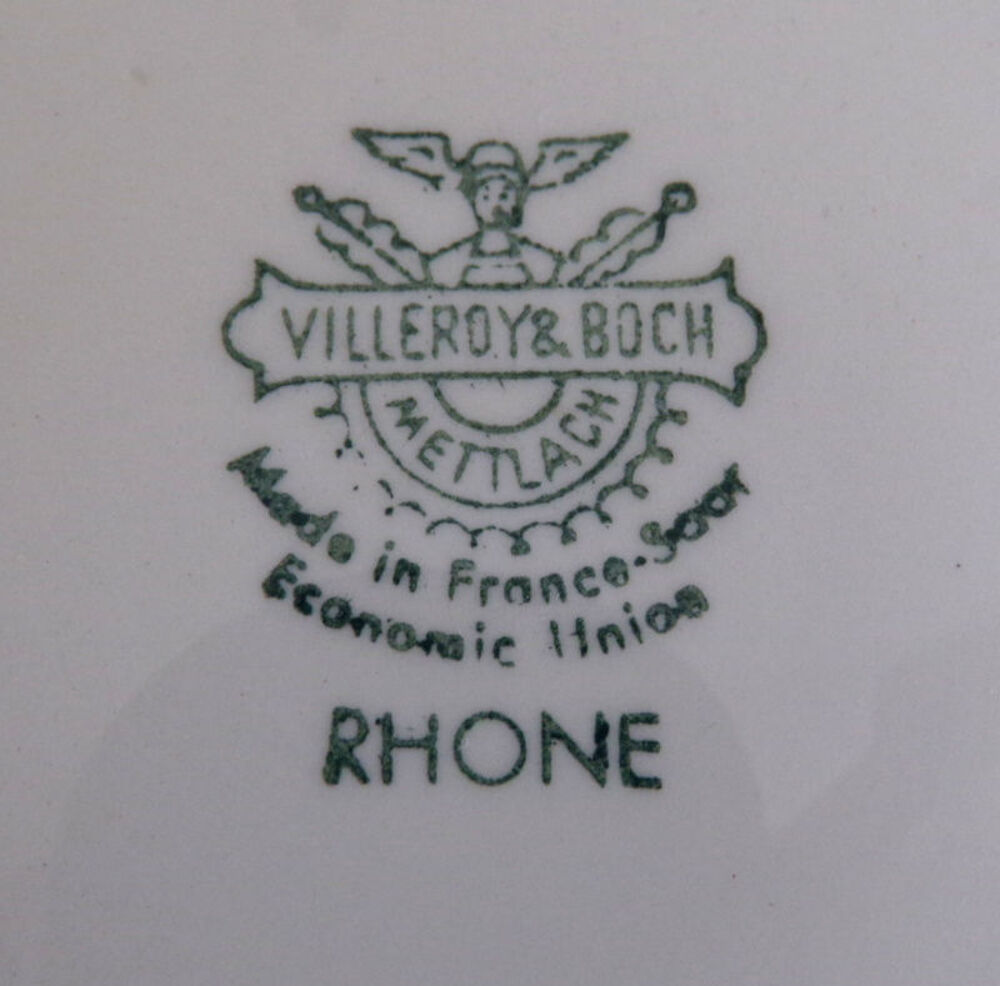 VILLEROY & BOCH
METTLACH
Made in France-Saar
Economic Union
RHONE